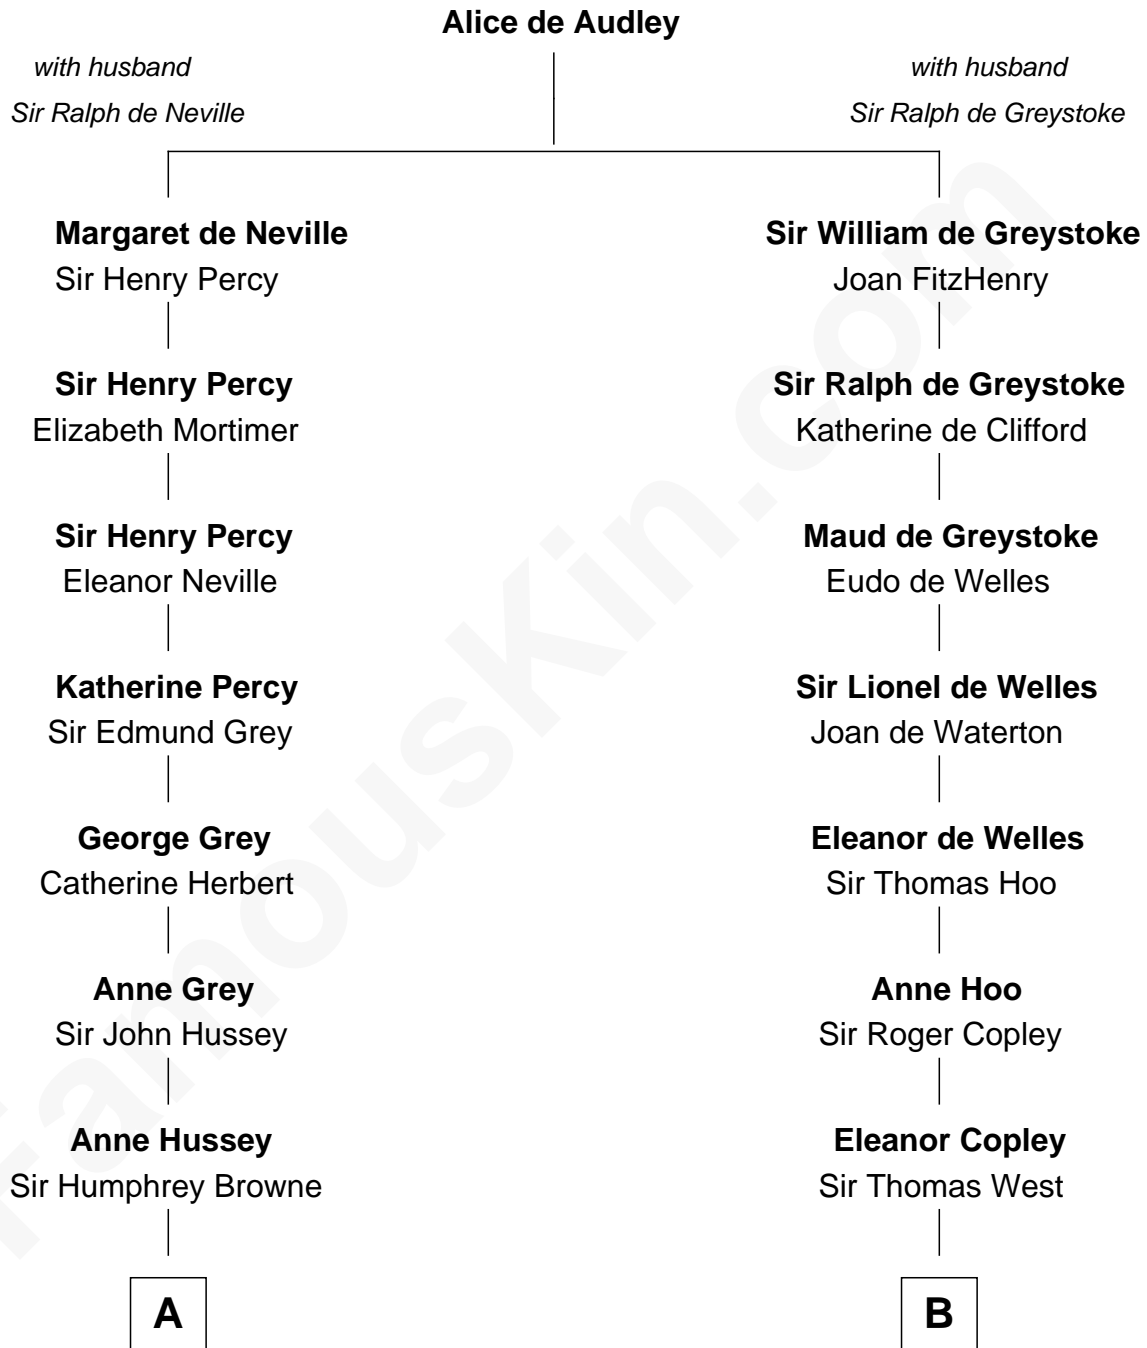 Alice de Audley
with husband
Sir Ralph de Neville
with husband
Sir Ralph de Greystoke
Margaret de Neville
Sir Henry Percy
Sir William de Greystoke
Joan FitzHenry
Sir Henry Percy
Elizabeth Mortimer
Sir Ralph de Greystoke
Katherine de Clifford
Sir Henry Percy
Eleanor Neville
Maud de Greystoke
Eudo de Welles
Katherine Percy
Sir Edmund Grey
Sir Lionel de Welles
Joan de Waterton
George Grey
Catherine Herbert
Eleanor de Welles
Sir Thomas Hoo
Anne Grey
Sir John Hussey
Anne Hoo
Sir Roger Copley
Anne Hussey
Sir Humphrey Browne
Eleanor Copley
Sir Thomas West
A
B
FamousKin.com